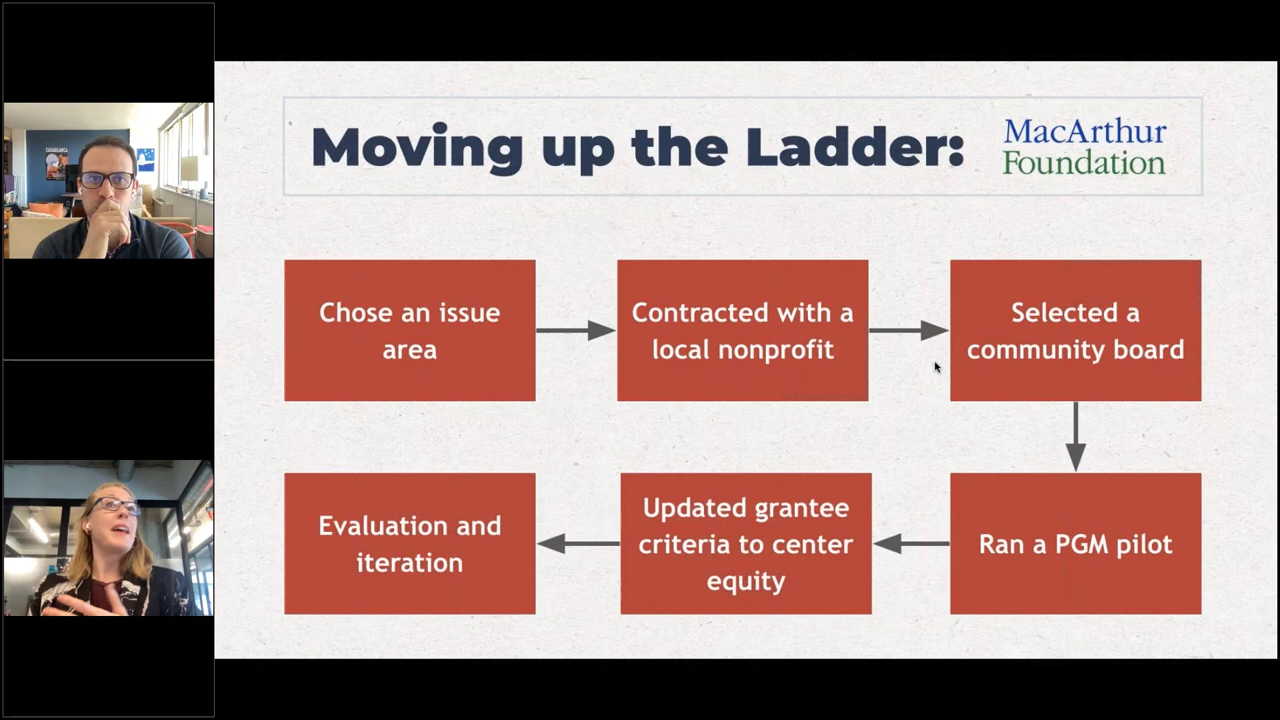 CASABLANCA
Moving up the Ladder:
MacArthur
Foundation
Chose an issue
area
Contracted with a
local nonprofit
Selected a
community board
Ran a PGM pilot
Updated grantee
criteria to center
equity
Evaluation and
iteration